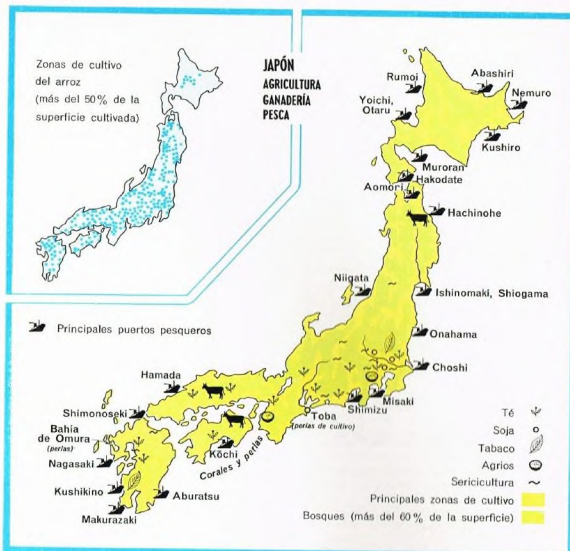 Zonas de cultivo
del arroz
(más del 50% de la
superficie cultivada)
JAPÓN
AGRICULTURA
GANADERÍA
PESCA
Rumoi
Abashiri
Nemuro
Yoichi,
Otaru
Kushiro
Muroran
Hakodate
Aomori
Hachinohe
Niigata
Ishinomaki, Shiogama
Principales puertos pesqueros
Onahama
Choshi
Hamada
Misaki
Shimizu
Toba
(perlas de cultivo)
Shimonoseki
Bahía
de Omura
(perlas)
Kōchi
Corales y perlas
Nagasaki
Kushikino
Aburatsu
Makurazaki
Té
Soja
Tabaco
Agrios
Sericicultura
Principales zonas de cultivo
Bosques (más del 60% de la superficie)